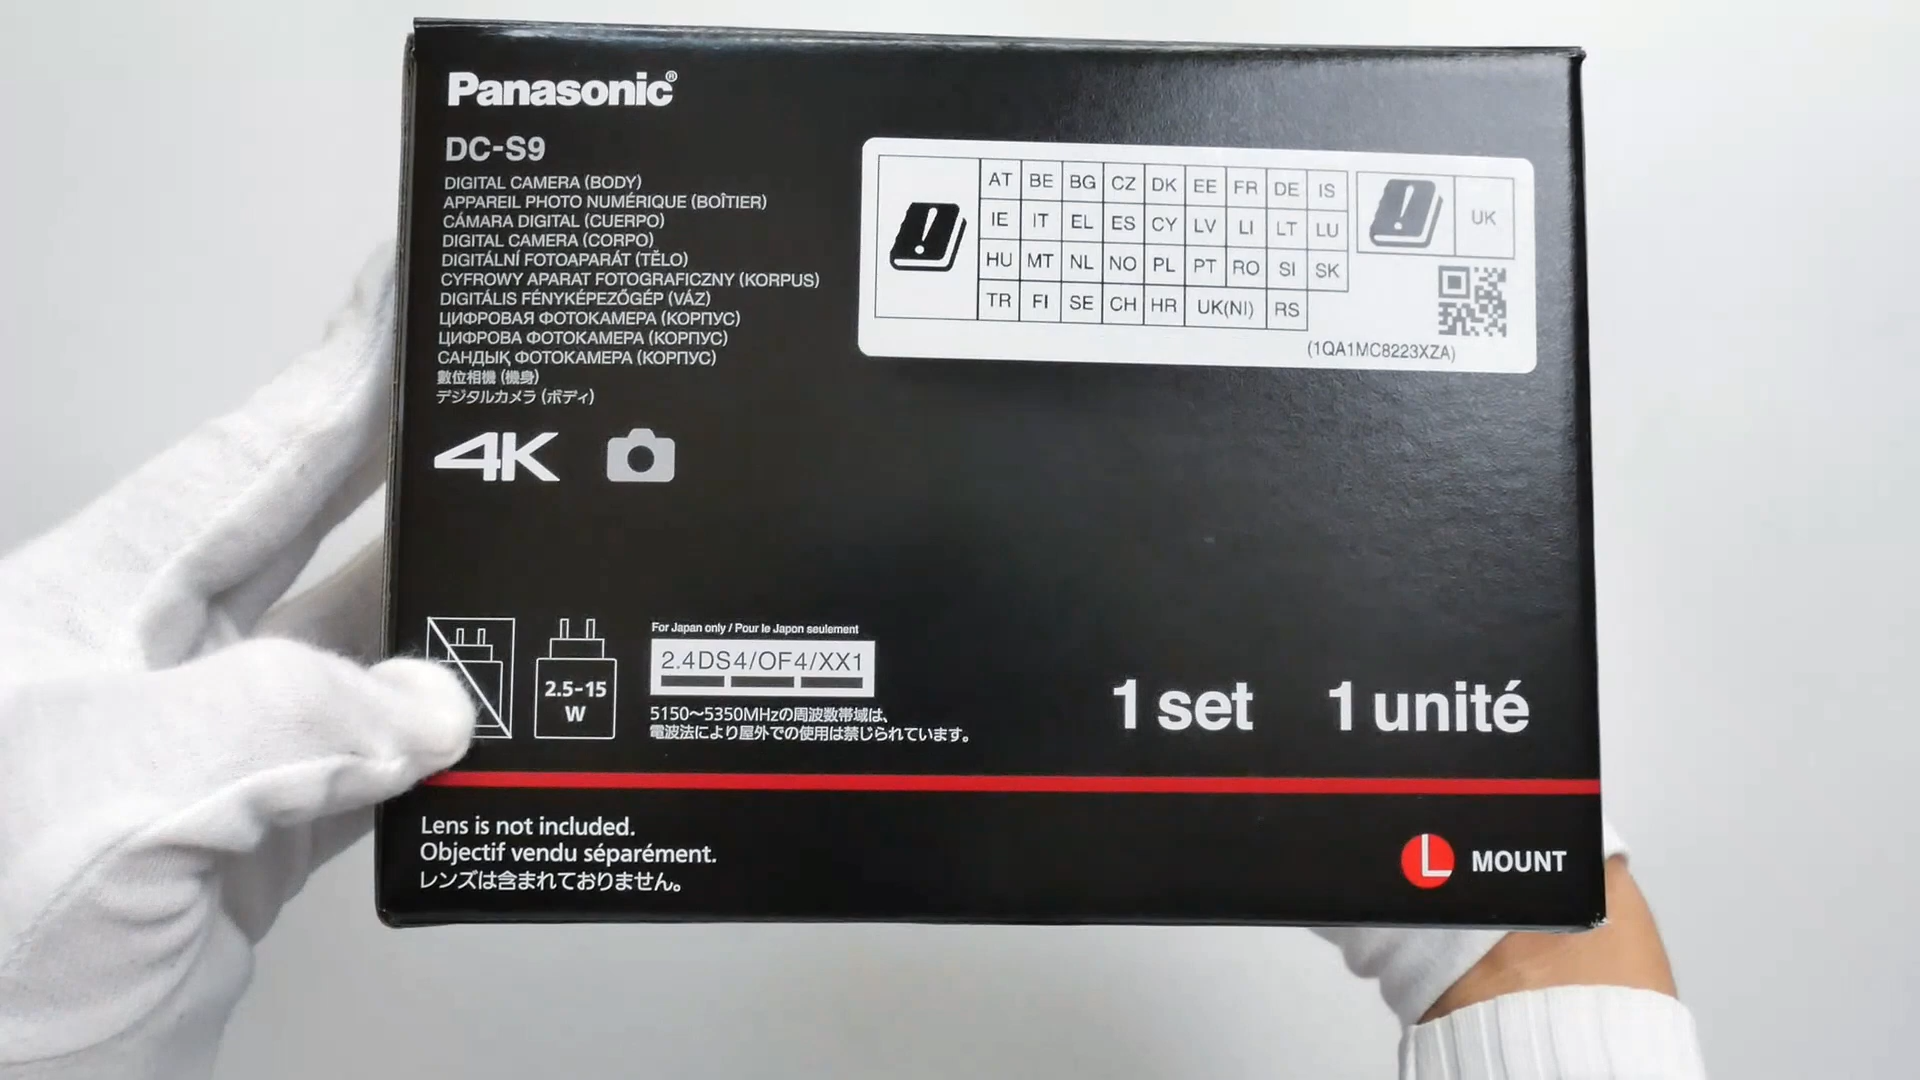 Panasonic®
DC-S9
DIGITAL CAMERA (BODY)
APPAREIL PHOTO NUMÉRIQUE (BOÎTIER)
CÁMARA DIGITAL (CUERPO)
DIGITAL CAMERA (CORPO)
DIGITÁLNÍ FOTOAPARÁT (TĚLO)
CYFROWY APARAT FOTOGRAFICZNY (KORPUS)
DIGITÁLIS FÉNYKÉPEZŐGÉP (VÁZ)
ЦИФРОВАЯ ФОТОКАМЕРА (КОРПУС)
ЦИФРОВА ФОТОКАМЕРА (КОРПУС)
САНДЫҚ ФОТОКАМЕРА (КОРПУС)
數位相機 (機身)
デジタルカメラ (ボディ)
4K
AT BE BG CZ DK EE FR DE IS
IE IT EL ES CY LV LI LT LU
HU MT NL NO PL PT RO SI SK
TR FI SE CH HR UK(NI) RS
UK
(1QA1MC8223XZA)
2.5-15
W
For Japan only / Pour le Japon seulement
2.4DS4/OF4/XX1
5150～5350MHzの周波数帯域は、
電波法により屋外での使用は禁じられています。
1 set 1 unité
Lens is not included.
Objectif vendu séparément.
レンズは含まれておりません。
L MOUNT